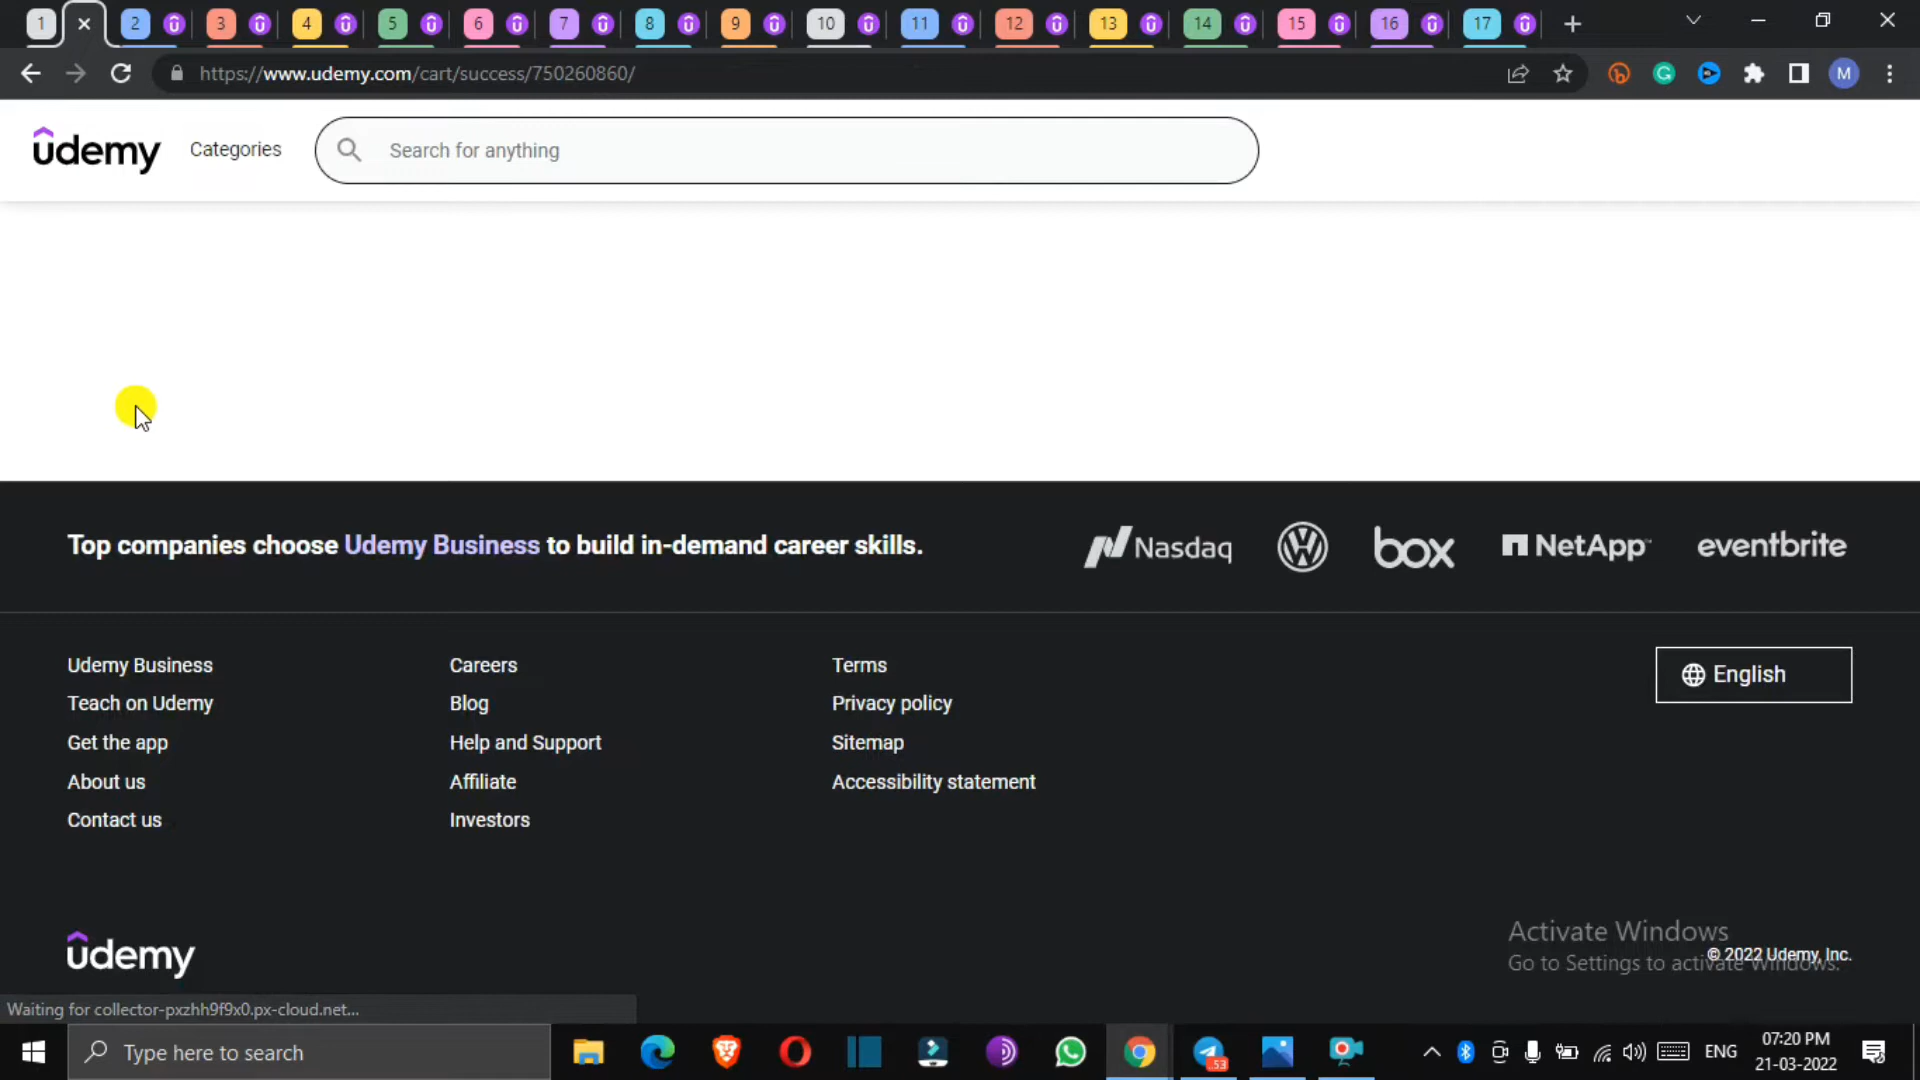 1 2 3 4 5 6 7 8 9 10 11 12 13 14 15 16 17
https://www.udemy.com/cart/success/750260860/
M
udemy Categories Search for anything
Top companies choose Udemy Business to build in-demand career skills.
Nasdaq box NetApp eventbrite
Udemy Business Careers Terms
English
Teach on Udemy Blog Privacy policy
Get the app Help and Support Sitemap
About us Affiliate Accessibility statement
Contact us Investors
udemy
Activate Windows
© 2022 Udemy, Inc.
Go to Settings to activate Windows.
Waiting for collector-pxzhh9f9x0.px-cloud.net...
Type here to search
53
ENG
07:20 PM
21-03-2022